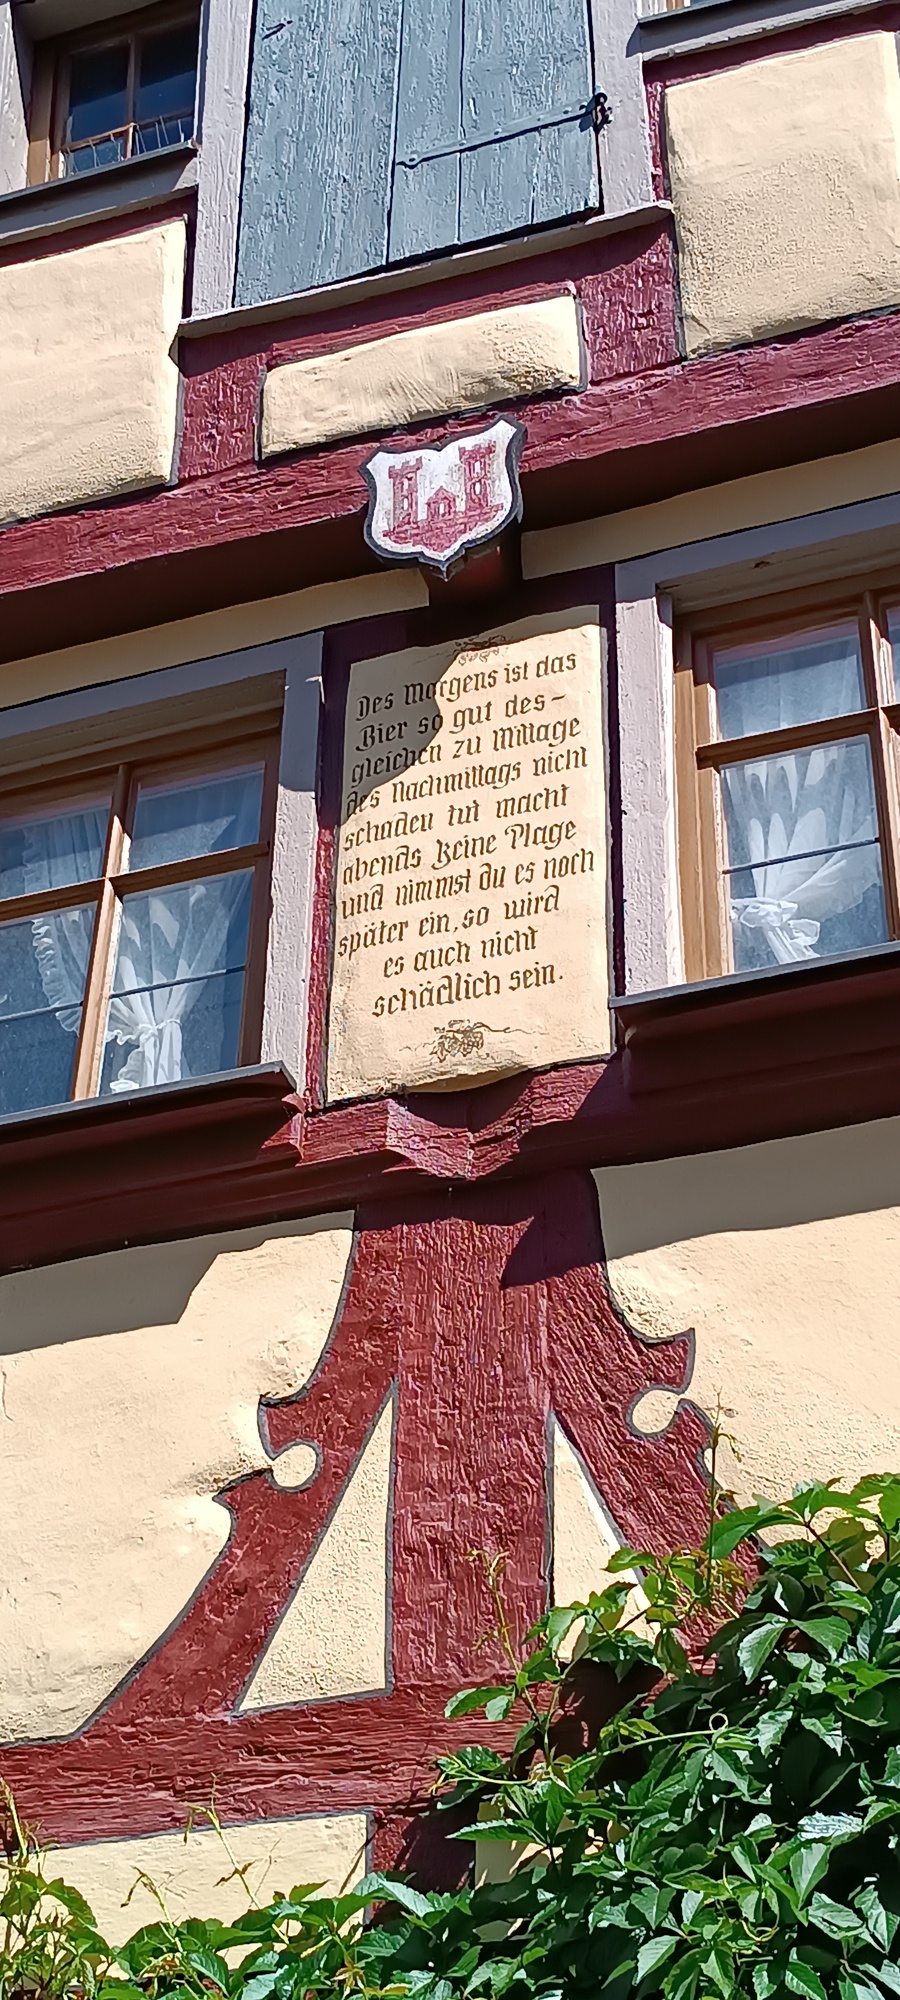 Des Morgens ist das
Bier so gut des-
gleichen zu Mittage
des Nachmittags nicht
schaden tut macht
abends keine Plage
und nimmst du es noch
später ein, so wird
es auch nicht
schädlich sein.